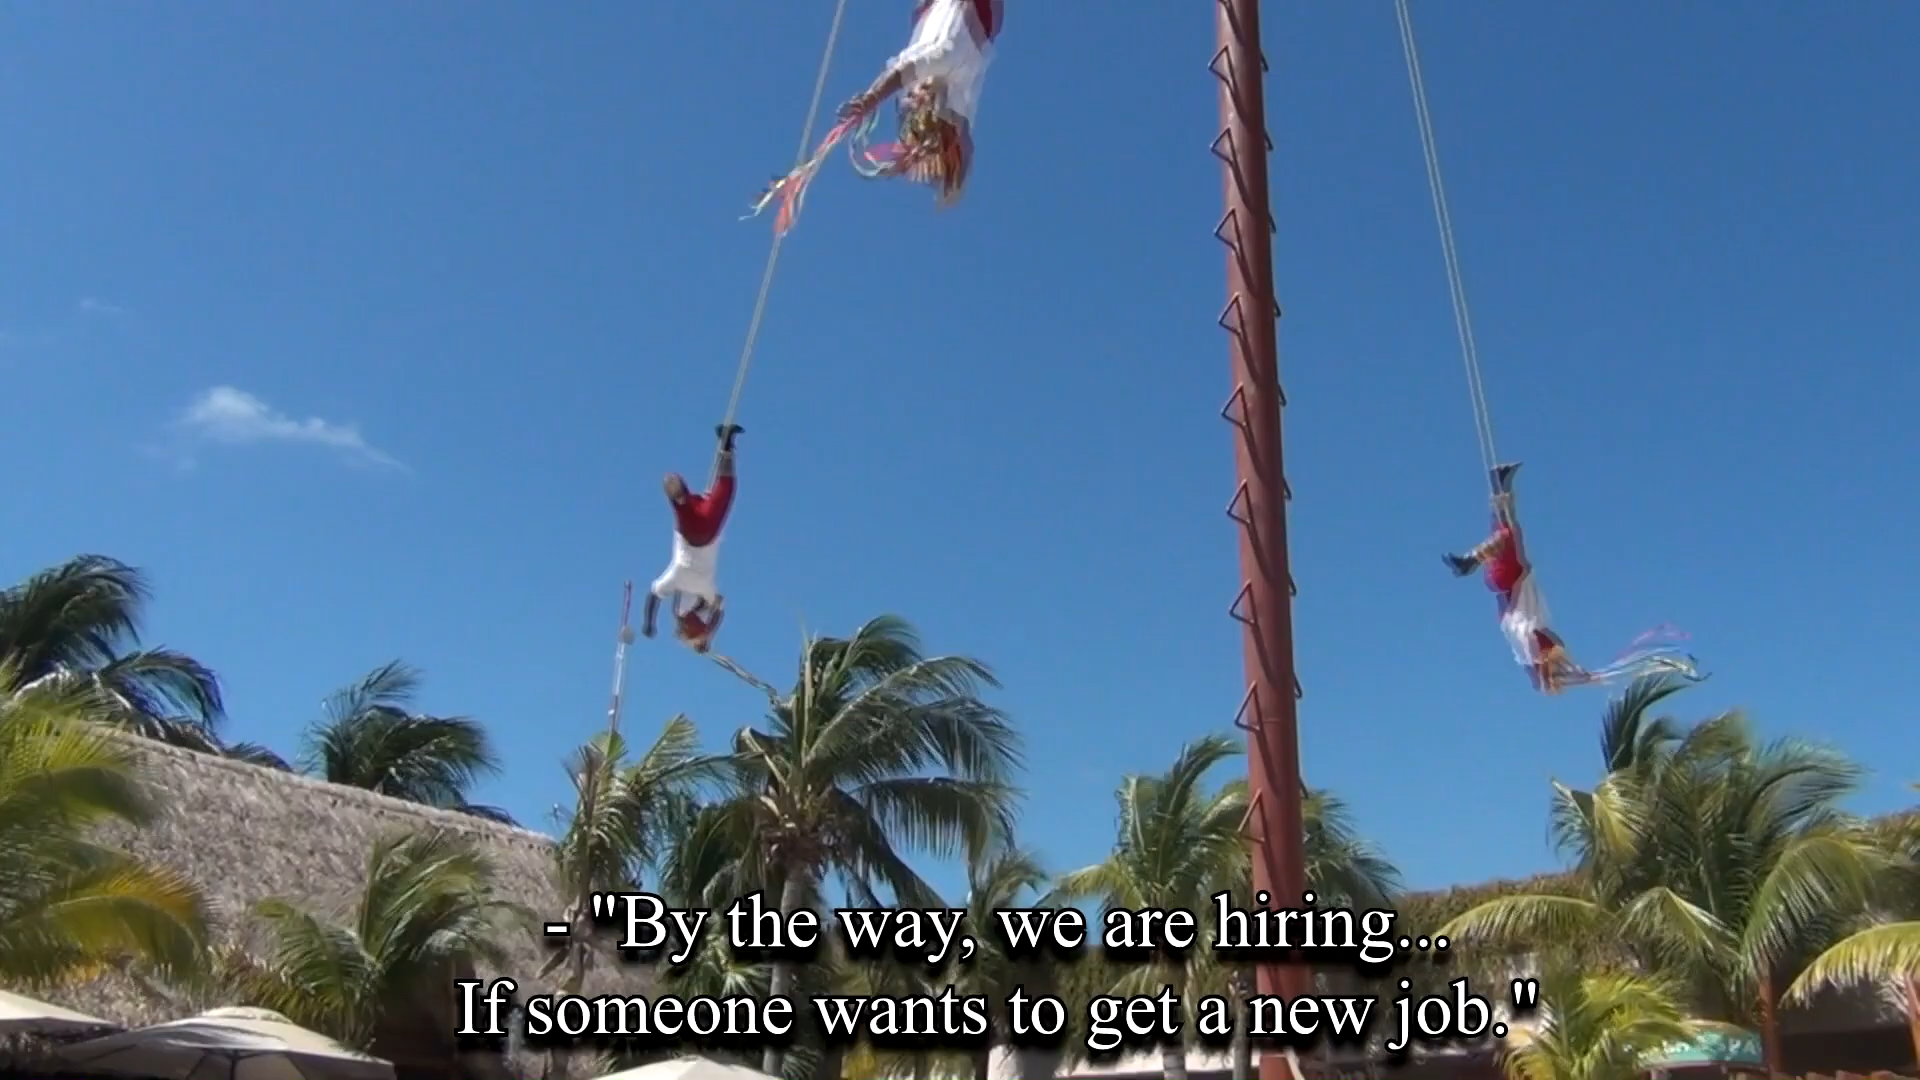 - "By the way, we are hiring...
If someone wants to get a new job."